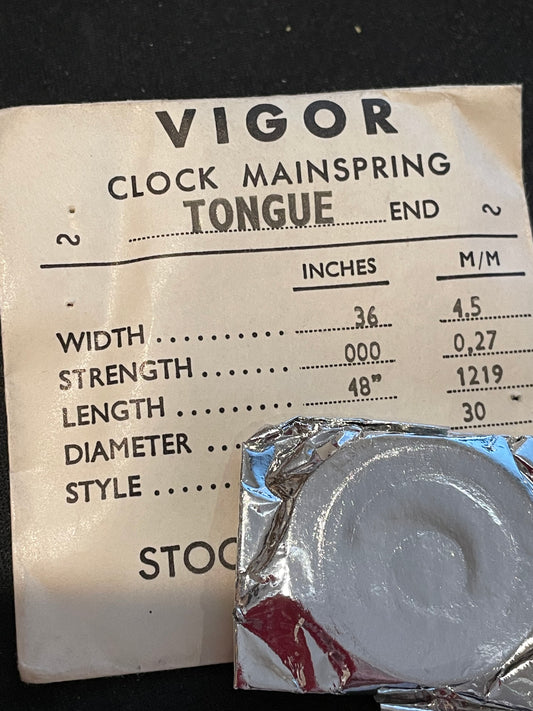 VIGOR
CLOCK MAINSPRING
~ TONGUE END ~
INCHES M/M
WIDTH .......... 36 4.5
STRENGTH ....... 000 0,27
LENGTH ......... 48" 1219
DIAMETER ... 30
STYLE ......
STOC